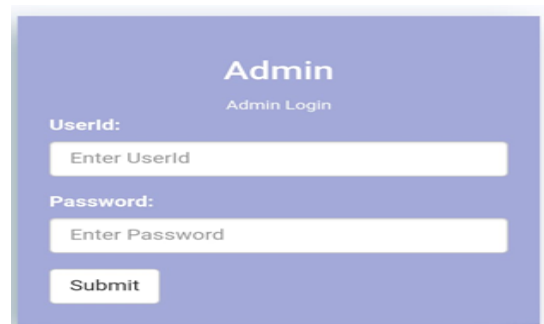 Admin
Admin Login
UserId:
Enter UserId
Password:
Enter Password
Submit